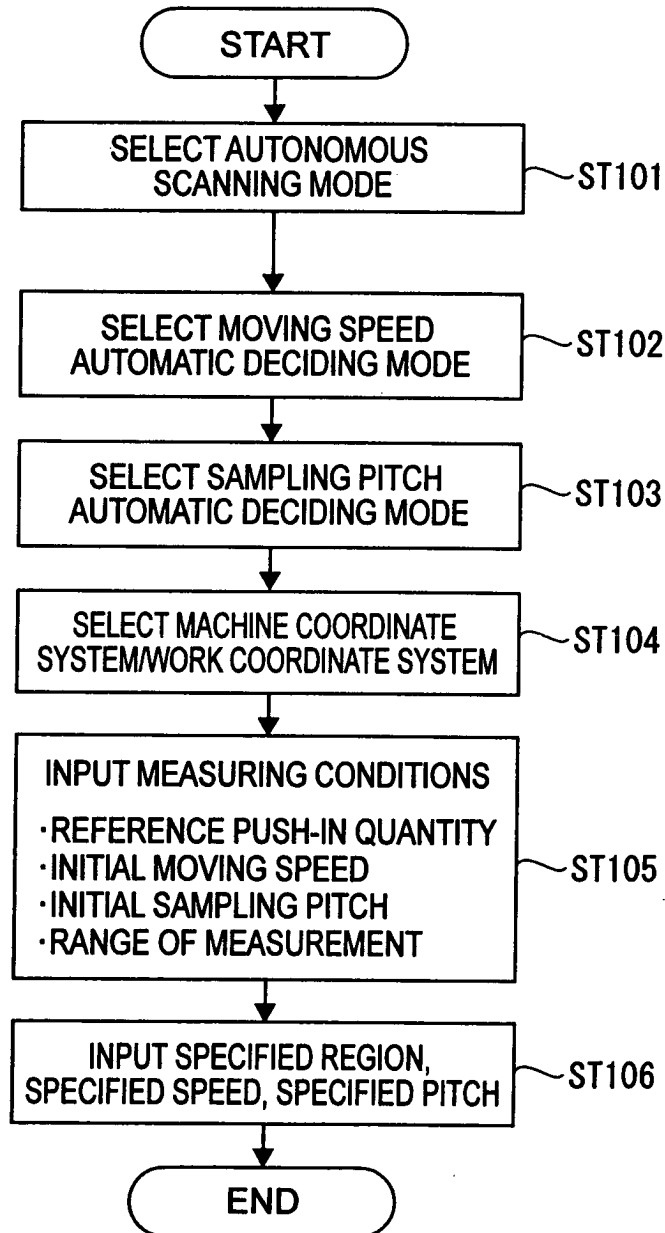 START
SELECT AUTONOMOUS
SCANNING MODE
ST101
SELECT MOVING SPEED
AUTOMATIC DECIDING MODE
ST102
SELECT SAMPLING PITCH
AUTOMATIC DECIDING MODE
ST103
SELECT MACHINE COORDINATE
SYSTEM/WORK COORDINATE SYSTEM
ST104
INPUT MEASURING CONDITIONS
·REFERENCE PUSH-IN QUANTITY
·INITIAL MOVING SPEED
·INITIAL SAMPLING PITCH
·RANGE OF MEASUREMENT
ST105
INPUT SPECIFIED REGION,
SPECIFIED SPEED, SPECIFIED PITCH
ST106
END